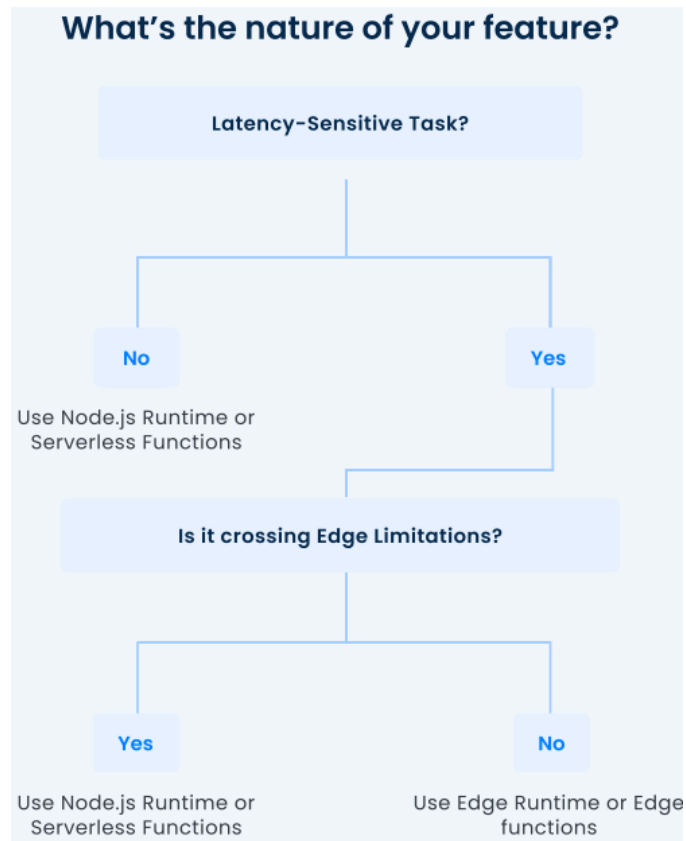 What's the nature of your feature?
Latency-Sensitive Task?
No
Yes
Use Node.js Runtime or
Serverless Functions
Is it crossing Edge Limitations?
Yes
No
Use Node.js Runtime or
Serverless Functions
Use Edge Runtime or Edge
functions